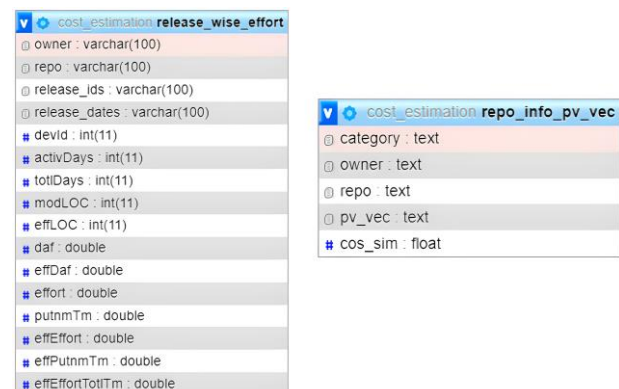 cost_estimation release_wise_effort
owner : varchar(100)
repo : varchar(100)
release_ids : varchar(100)
release_dates : varchar(100)
# devId : int(11)
# activDays : int(11)
# totlDays : int(11)
# modLOC : int(11)
# effLOC : int(11)
# daf : double
# effDaf : double
# effort : double
# putnmTm : double
# effEffort : double
# effPutnmTm : double
# effEffortTotlTm : double
cost_estimation repo_info_pv_vec
category : text
owner : text
repo : text
pv_vec : text
# cos_sim : float